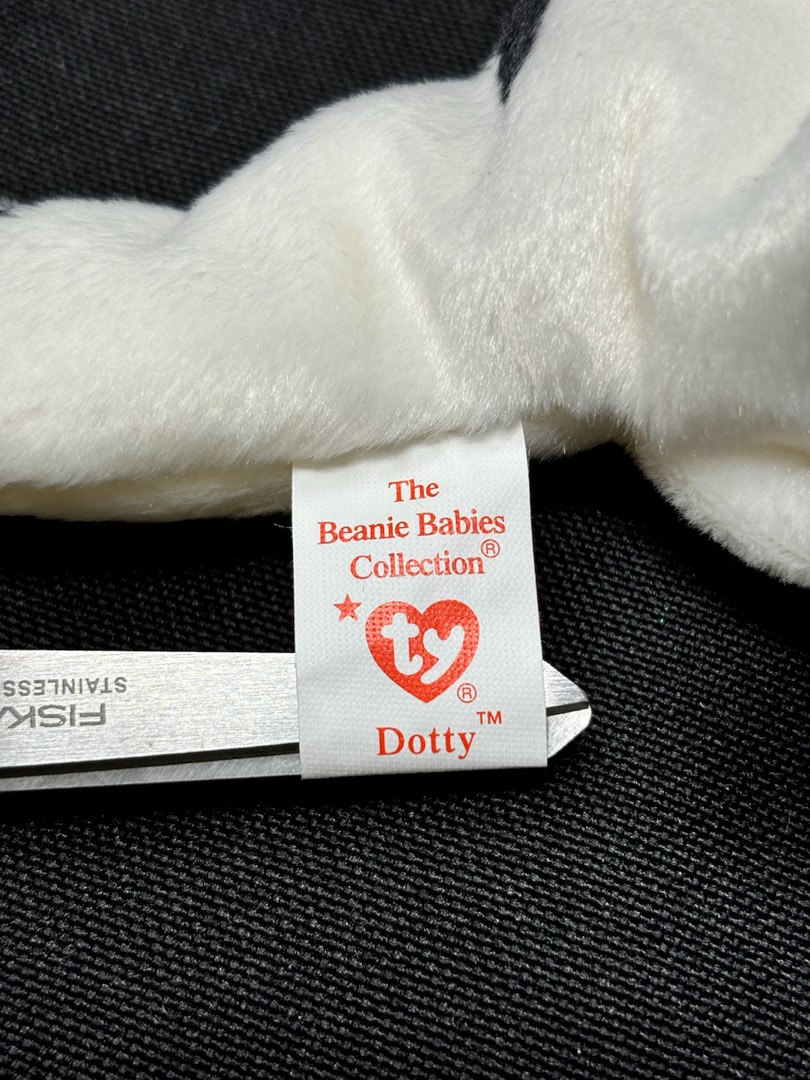 The
Beanie Babies
Collection®
ty®
Dotty™
STAINLESS
FISK